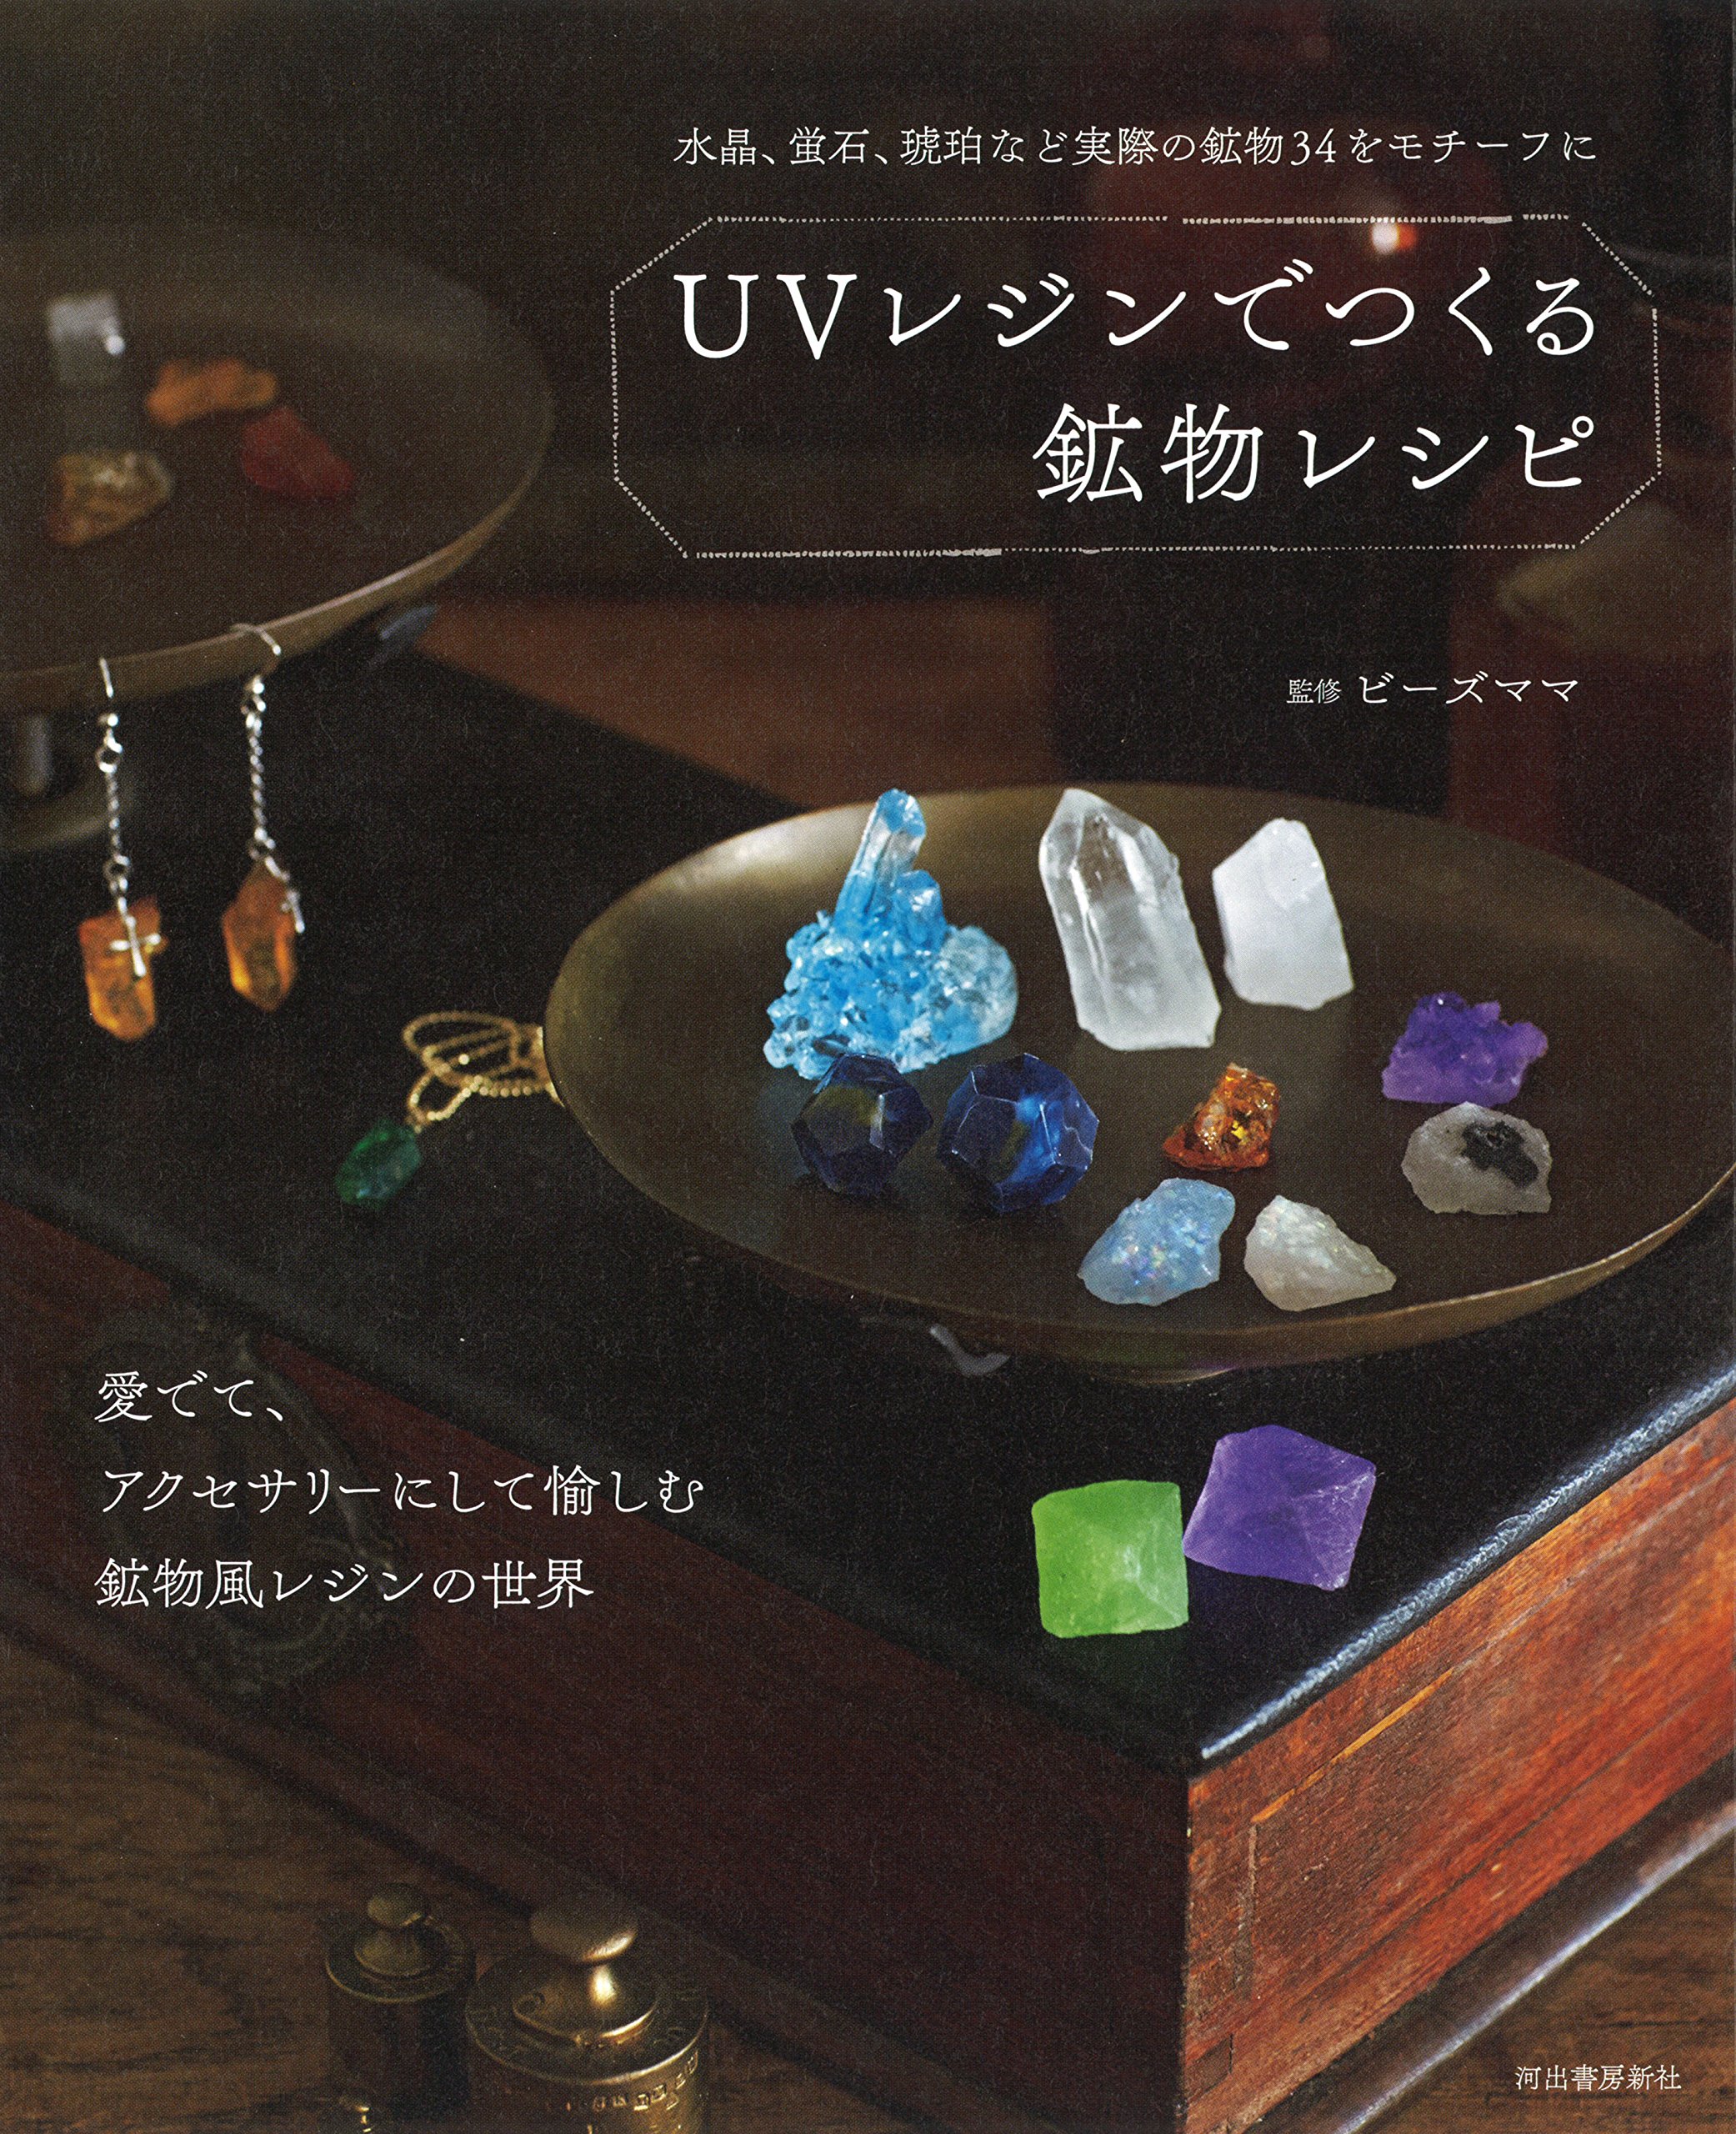 水晶、蛍石、琥珀など実際の鉱物34をモチーフに
UVレジンでつくる
鉱物レシピ
監修 ビーズママ
愛でて、
アクセサリーにして愉しむ
鉱物風レジンの世界
河出書房新社